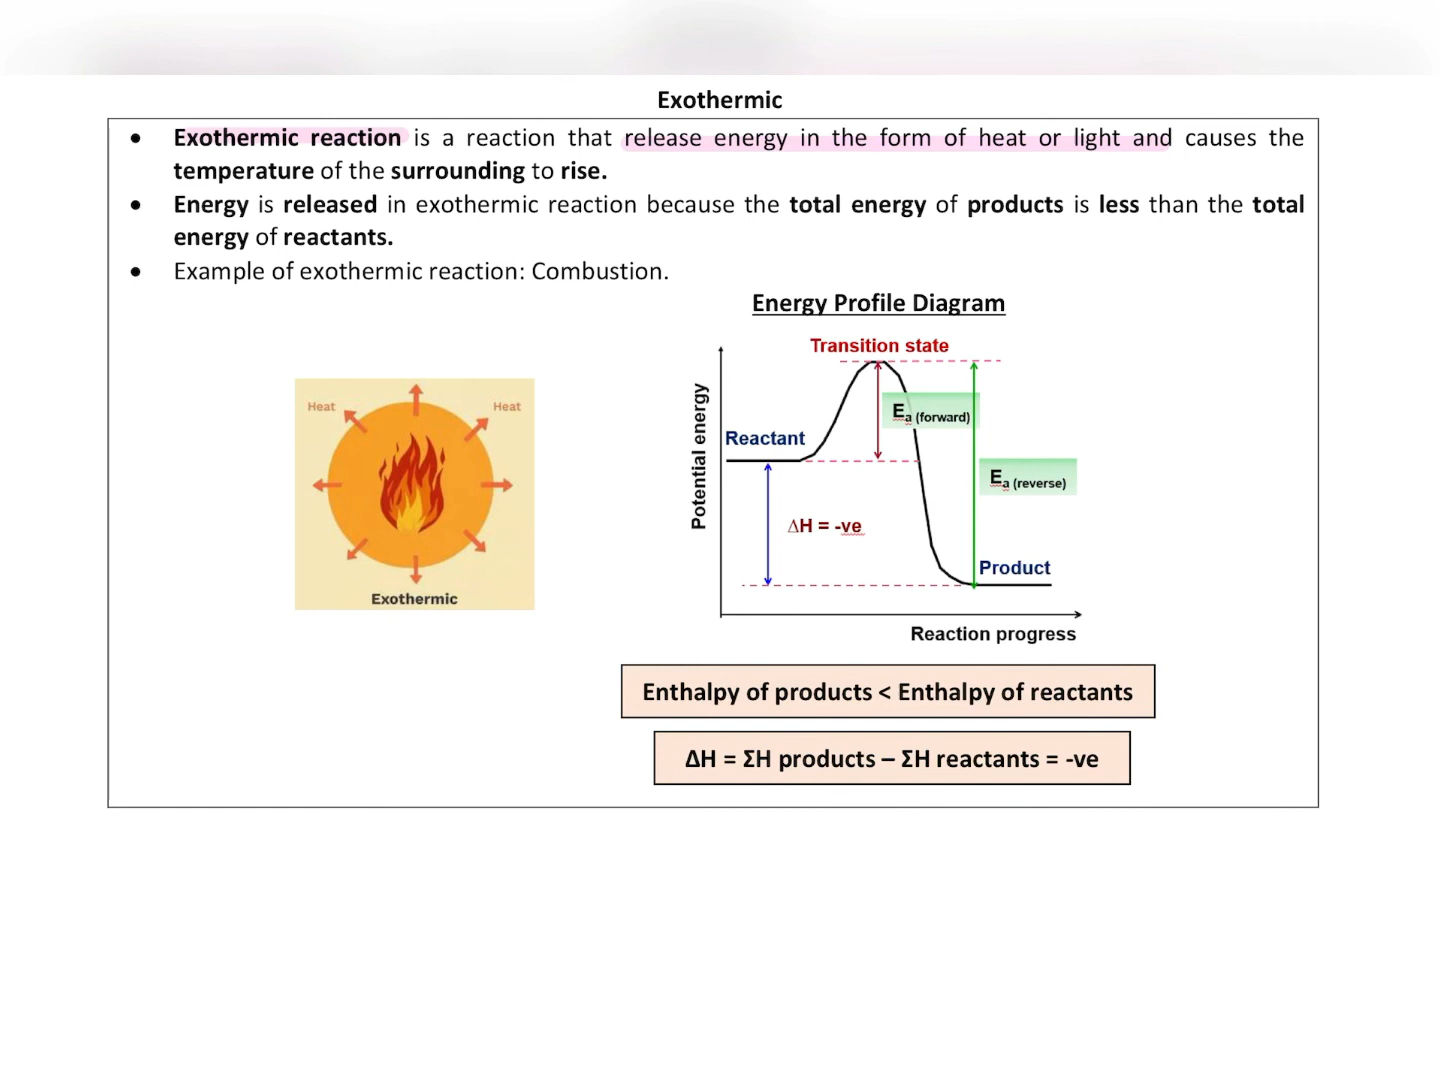 Exothermic
• Exothermic reaction is a reaction that release energy in the form of heat or light and causes the
temperature of the surrounding to rise.
• Energy is released in exothermic reaction because the total energy of products is less than the total
energy of reactants.
• Example of exothermic reaction: Combustion.
Energy Profile Diagram
Heat
Heat
Exothermic
Transition state
Potential energy
Ea (forward)
Reactant
Ea (reverse)
ΔH = -ve
Product
Reaction progress
Enthalpy of products < Enthalpy of reactants
ΔH = ΣH products – ΣH reactants = -ve